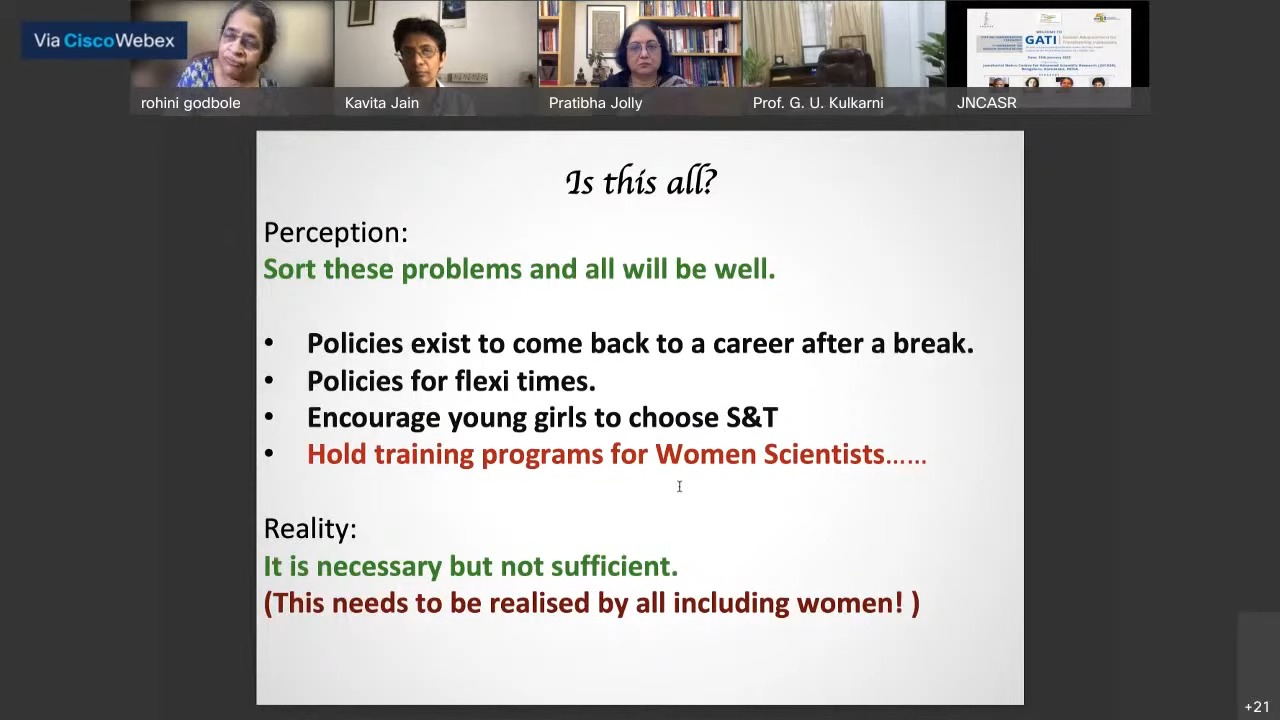 Via Cisco Webex
rohini godbole
Kavita Jain
Pratibha Jolly
Prof. G. U. Kulkarni
JNCASR
WELCOME TO
GATI
Is this all?
Perception:
Sort these problems and all will be well.
• Policies exist to come back to a career after a break.
• Policies for flexi times.
• Encourage young girls to choose S&T
• Hold training programs for Women Scientists......
Reality:
It is necessary but not sufficient.
(This needs to be realised by all including women! )
+21